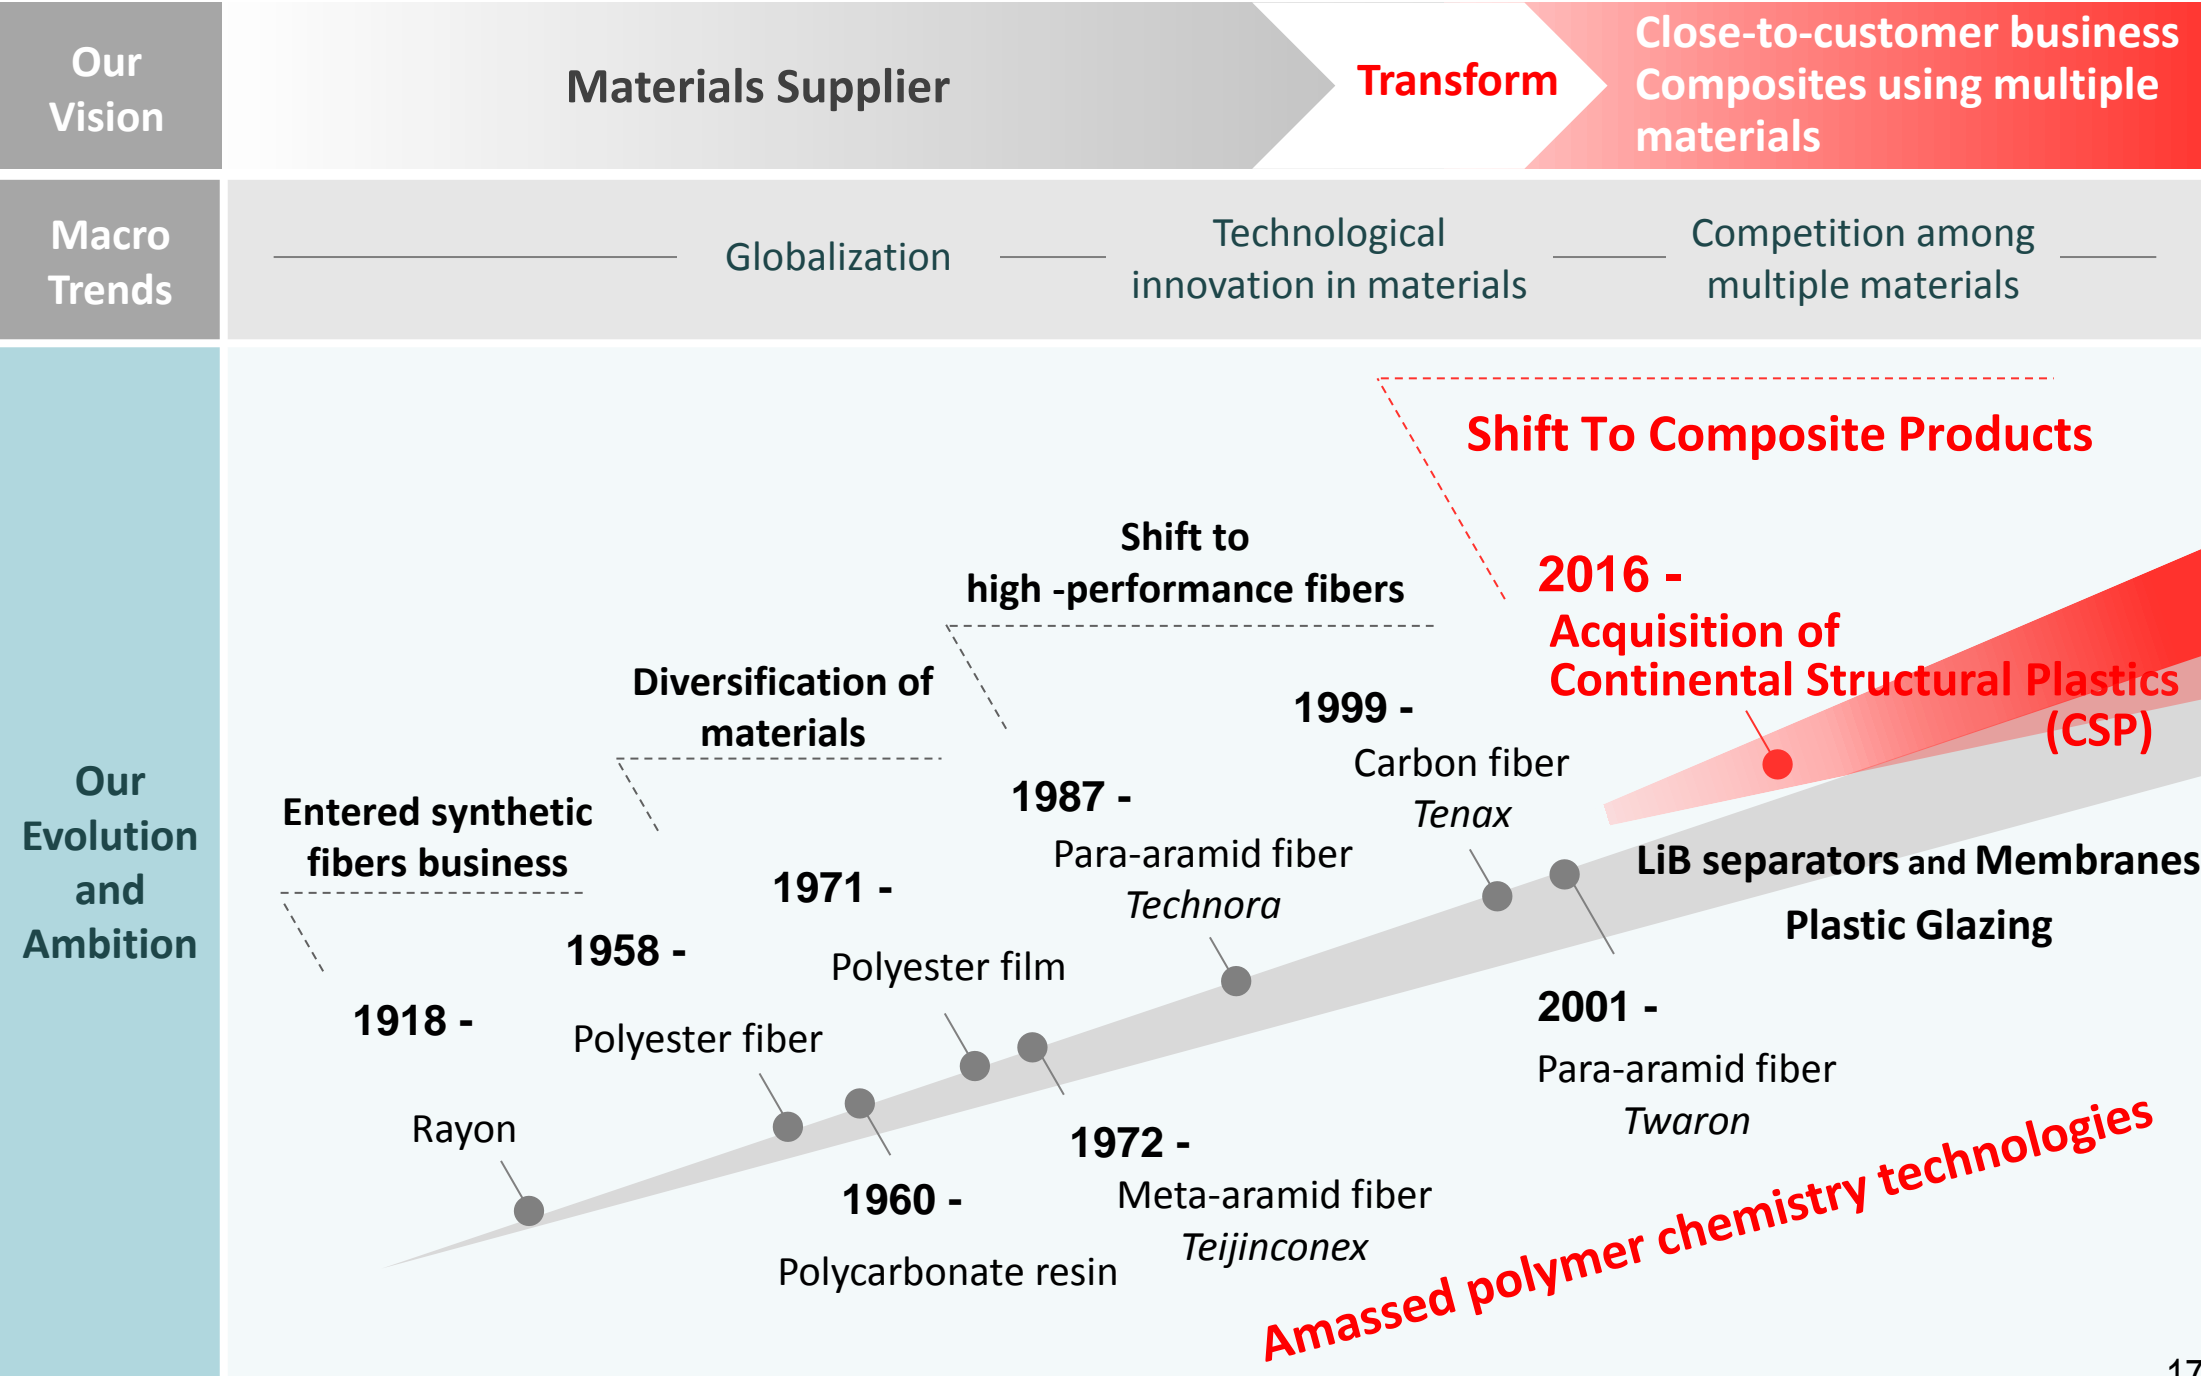 Our
Vision
Materials Supplier
Transform
Close-to-customer business
Composites using multiple
materials
Macro
Trends
Globalization
Technological
innovation in materials
Competition among
multiple materials
Our
Evolution
and
Ambition
Shift To Composite Products
2016 -
Acquisition of
Continental Structural Plastics
(CSP)
Shift to
high -performance fibers
Diversification of
materials
Entered synthetic
fibers business
1918 -
Rayon
1958 -
Polyester fiber
1960 -
Polycarbonate resin
1971 -
Polyester film
1972 -
Meta-aramid fiber
Teijinconex
1987 -
Para-aramid fiber
Technora
1999 -
Carbon fiber
Tenax
2001 -
Para-aramid fiber
Twaron
LiB separators and Membranes
Plastic Glazing
Amassed polymer chemistry technologies
17